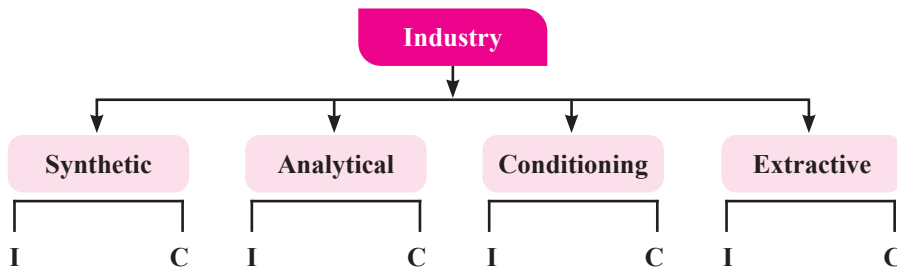 Industry
Synthetic Analytical Conditioning Extractive
I C I C I C I C